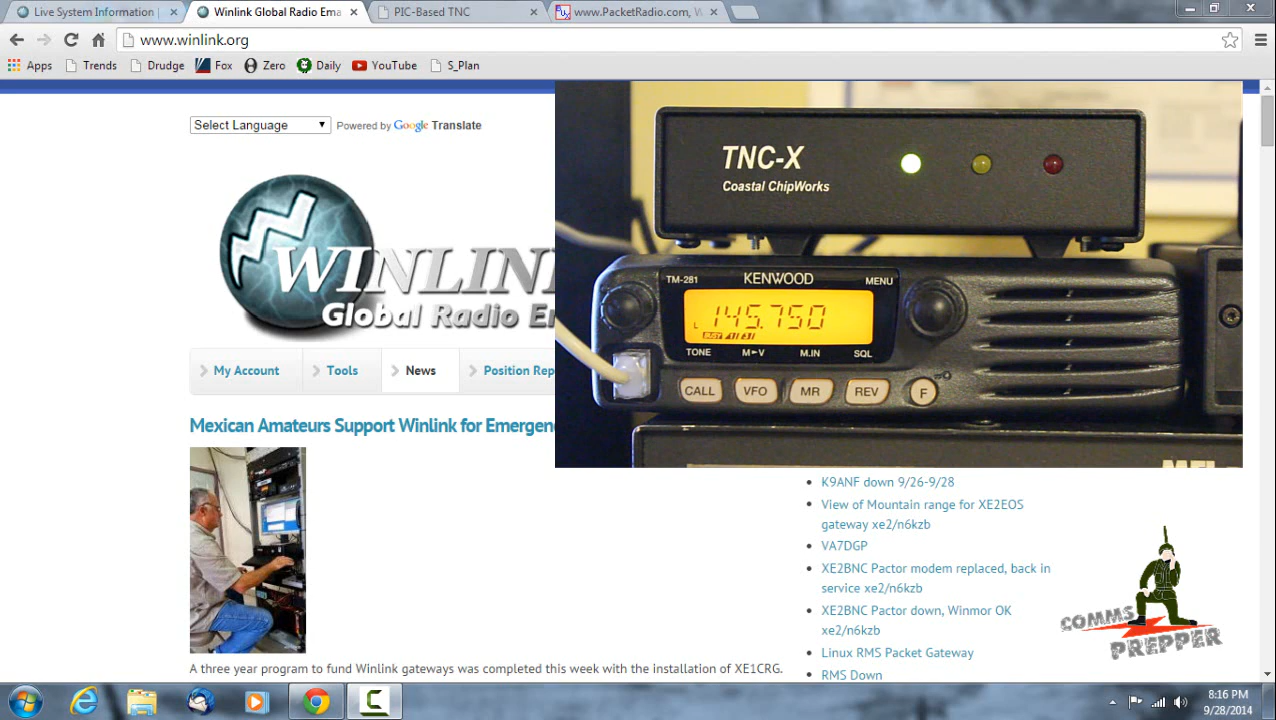 Live System Information
Winlink Global Radio Ema
PIC-Based TNC
www.PacketRadio.com, W
www.winlink.org
Apps
Trends
Drudge
Fox
Zero
Daily
YouTube
S_Plan
Select Language
Powered by Google Translate
TNC-X
Coastal ChipWorks
WINLIN
Global Radio E
TM-281
KENWOOD
MENU
145.750
BUSY
TONE
M►V
M.IN
SQL
CALL
VFO
MR
REV
F
My Account
Tools
News
Position Rep
Mexican Amateurs Support Winlink for Emergen
K9ANF down 9/26-9/28
View of Mountain range for XE2EOS
gateway xe2/n6kzb
VA7DGP
XE2BNC Pactor modem replaced, back in
service xe2/n6kzb
XE2BNC Pactor down, Winmor OK
xe2/n6kzb
Linux RMS Packet Gateway
RMS Down
COMMS
PREPPER
A three year program to fund Winlink gateways was completed this week with the installation of XE1CRG.
8:16 PM
9/28/2014